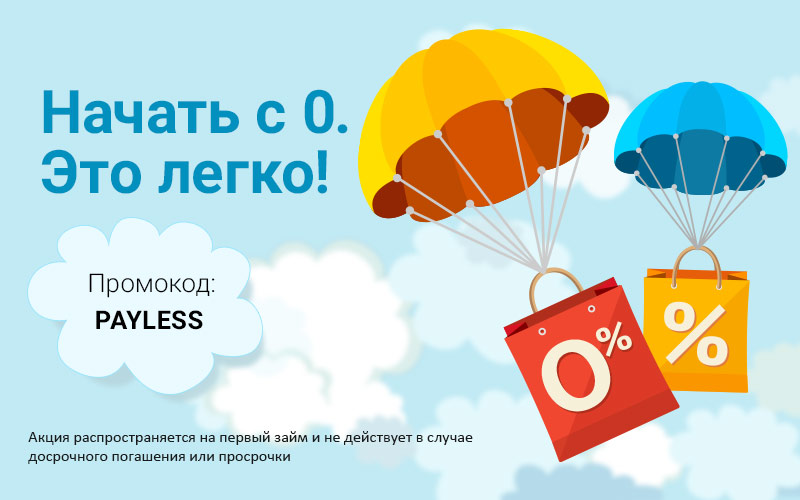 Начать с 0.
Это легко!
Промокод:
PAYLESS
0%
%
Акция распространяется на первый займ и не действует в случае
досрочного погашения или просрочки